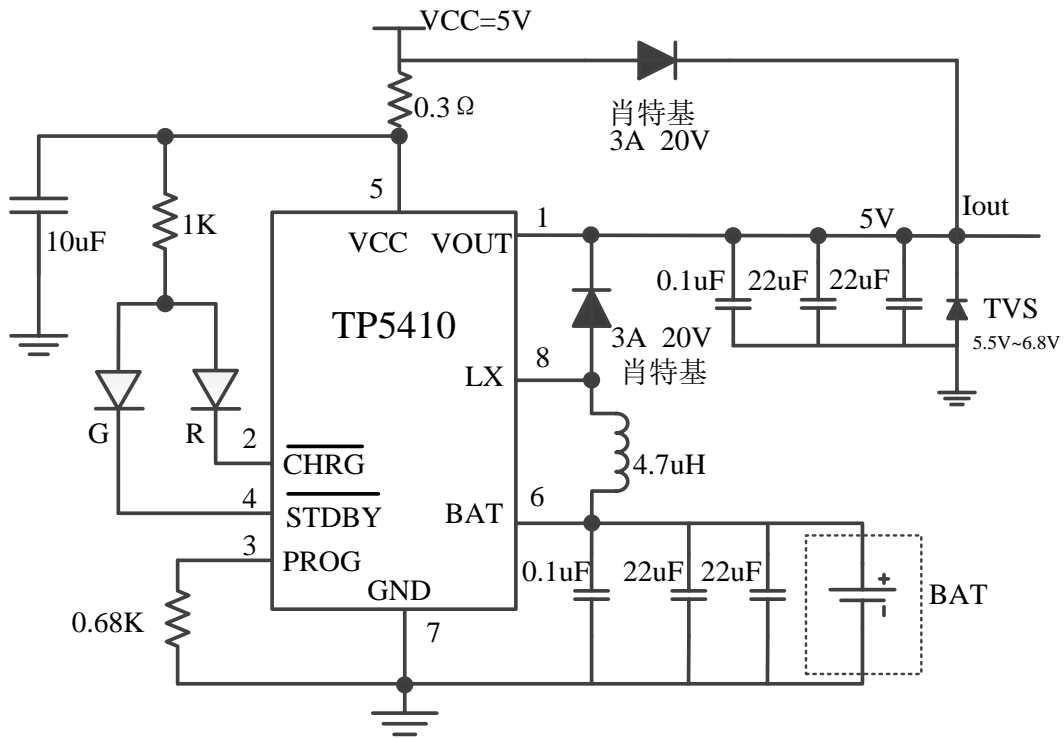 VCC=5V
0.3Ω
肖特基
3A 20V
10uF
1K
5
VCC
VOUT
1
5V
Iout
TP5410
0.1uF
22uF
22uF
TVS
5.5V~6.8V
3A 20V
肖特基
8
LX
G
R
2
CHRG
4.7uH
4
STDBY
BAT
6
3
PROG
0.1uF
22uF
22uF
+
BAT
0.68K
GND
7